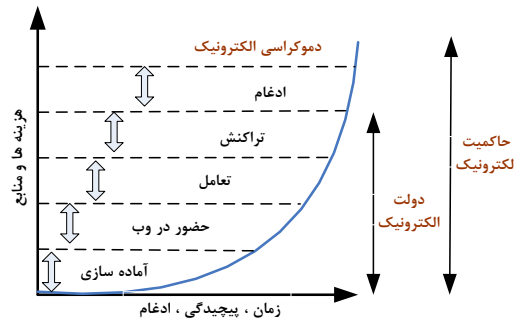 دموکراسی الکترونیک
ادغام
تراکنش
تعامل
حضور در وب
آماده سازی
هزینه ها و منابع
زمان ، پیچیدگی ، ادغام
دولت
الکترونیک
حاکمیت
لکترونیک